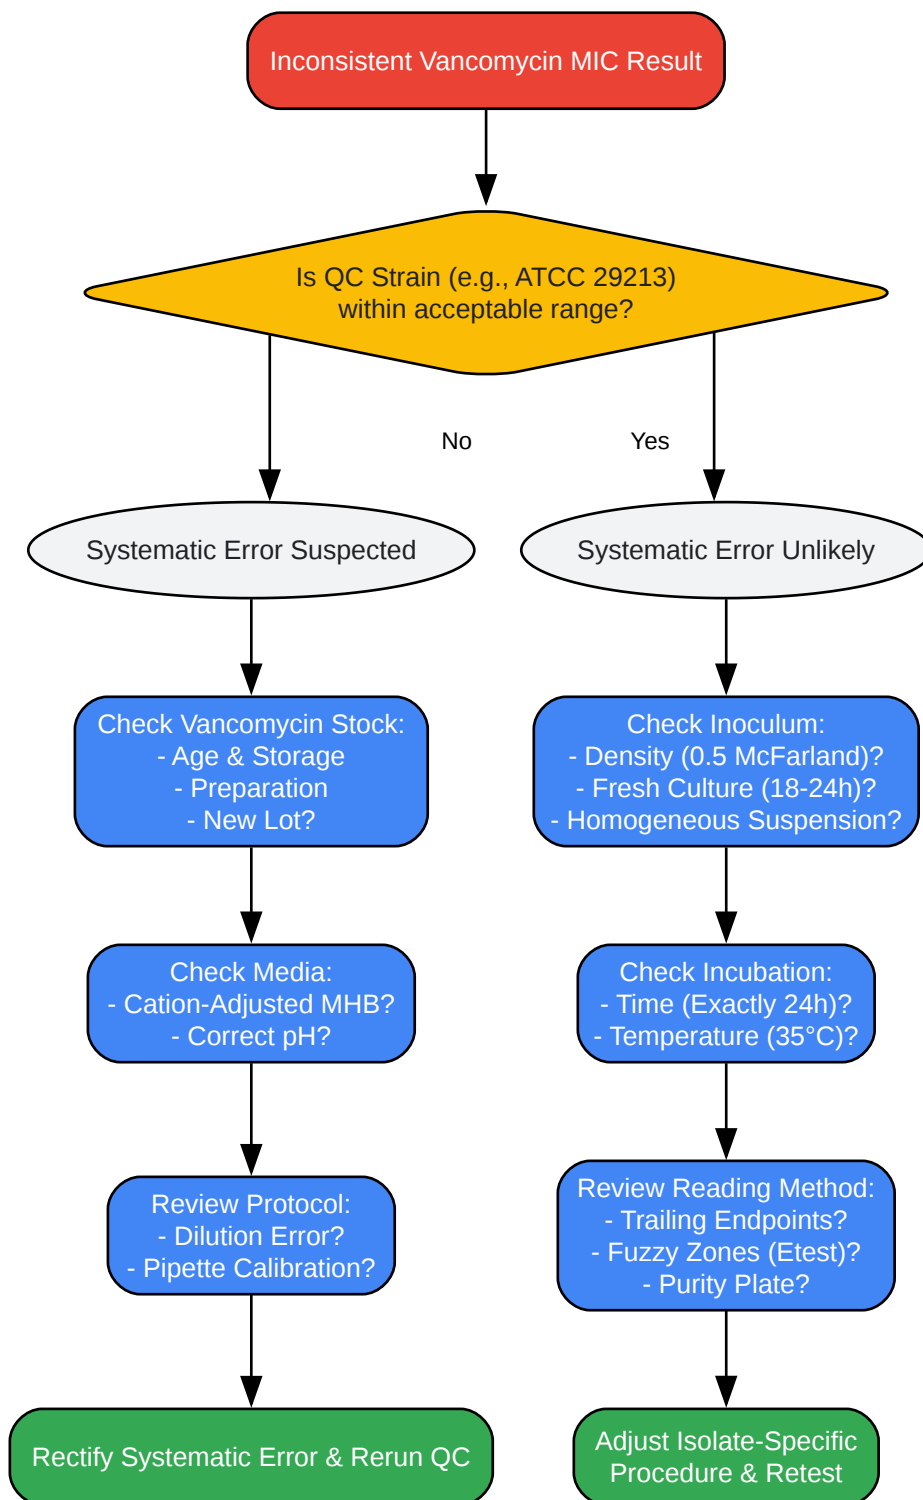 Inconsistent Vancomycin MIC Result
Is QC Strain (e.g., ATCC 29213)
within acceptable range?
No
Yes
Systematic Error Suspected
Systematic Error Unlikely
Check Vancomycin Stock:
- Age & Storage
- Preparation
- New Lot?
Check Inoculum:
- Density (0.5 McFarland)?
- Fresh Culture (18-24h)?
- Homogeneous Suspension?
Check Media:
- Cation-Adjusted MHB?
- Correct pH?
Check Incubation:
- Time (Exactly 24h)?
- Temperature (35°C)?
Review Protocol:
- Dilution Error?
- Pipette Calibration?
Review Reading Method:
- Trailing Endpoints?
- Fuzzy Zones (Etest)?
- Purity Plate?
Rectify Systematic Error & Rerun QC
Adjust Isolate-Specific
Procedure & Retest